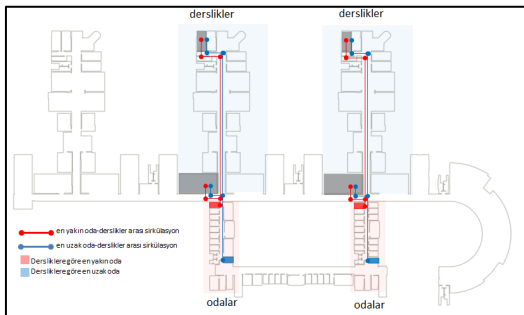 derslikler
derslikler
en yakın oda-derslikler arası sirkülasyon
en uzak oda-derslikler arası sirkülasyon
Dersliklere göre en yakın oda
Dersliklere göre en uzak oda
odalar
odalar